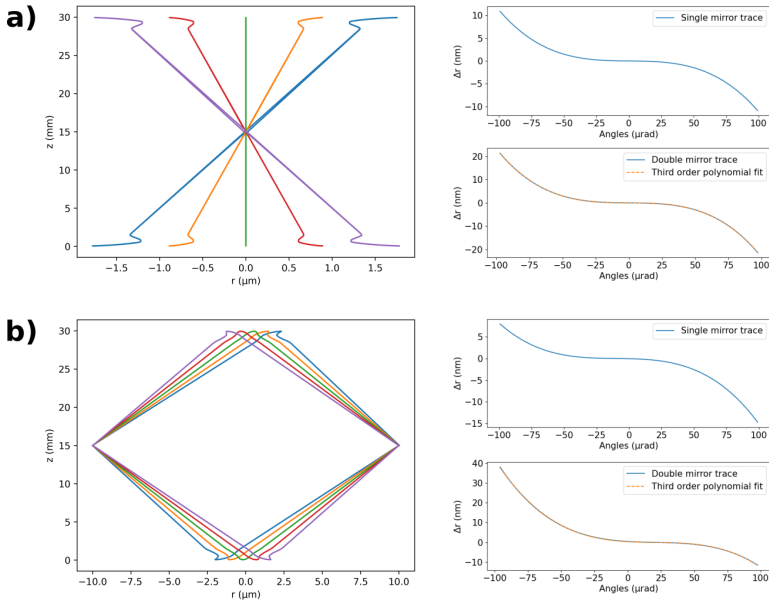 a)
30
25
20
15
10
5
0
z (mm)
−1.5 −1.0 −0.5 0.0 0.5 1.0 1.5
r (μm)
10
5
0
−5
−10
Δr (nm)
Single mirror trace
−100 −75 −50 −25 0 25 50 75 100
Angles (μrad)
20
10
0
−10
−20
Δr (nm)
Double mirror trace
Third order polynomial fit
−100 −75 −50 −25 0 25 50 75 100
Angles (μrad)
b)
30
25
20
15
10
5
0
z (mm)
−10.0 −7.5 −5.0 −2.5 0.0 2.5 5.0 7.5 10.0
r (μm)
5
0
−5
−10
−15
Δr (nm)
Single mirror trace
−100 −75 −50 −25 0 25 50 75 100
Angles (μrad)
40
30
20
10
0
−10
Δr (nm)
Double mirror trace
Third order polynomial fit
−100 −75 −50 −25 0 25 50 75 100
Angles (μrad)